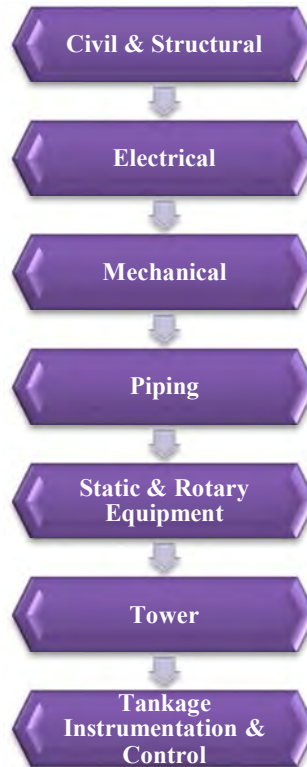 Civil & Structural
Electrical
Mechanical
Piping
Static & Rotary
Equipment
Tower
Tankage
Instrumentation &
Control